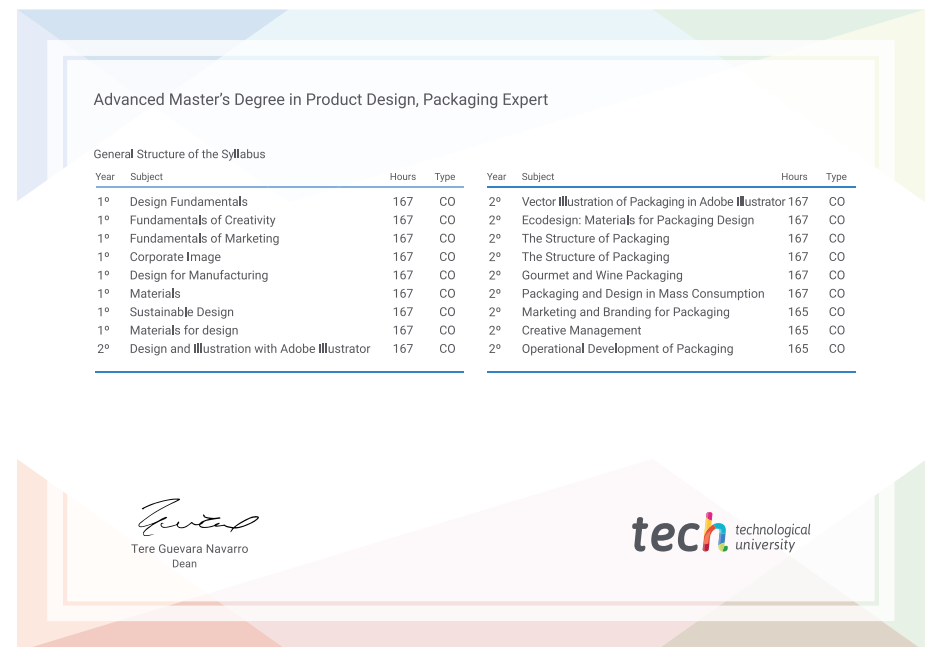 Advanced Master's Degree in Product Design, Packaging Expert
General Structure of the Syllabus
Year Subject Hours Type
1º Design Fundamentals 167 CO
1º Fundamentals of Creativity 167 CO
1º Fundamentals of Marketing 167 CO
1º Corporate Image 167 CO
1º Design for Manufacturing 167 CO
1º Materials 167 CO
1º Sustainable Design 167 CO
1º Materials for design 167 CO
2º Design and Illustration with Adobe Illustrator 167 CO
Year Subject Hours Type
2º Vector Illustration of Packaging in Adobe Illustrator 167 CO
2º Ecodesign: Materials for Packaging Design 167 CO
2º The Structure of Packaging 167 CO
2º The Structure of Packaging 167 CO
2º Gourmet and Wine Packaging 167 CO
2º Packaging and Design in Mass Consumption 167 CO
2º Marketing and Branding for Packaging 165 CO
2º Creative Management 165 CO
2º Operational Development of Packaging 165 CO
Tere Guevara Navarro
Dean
tech technological
university